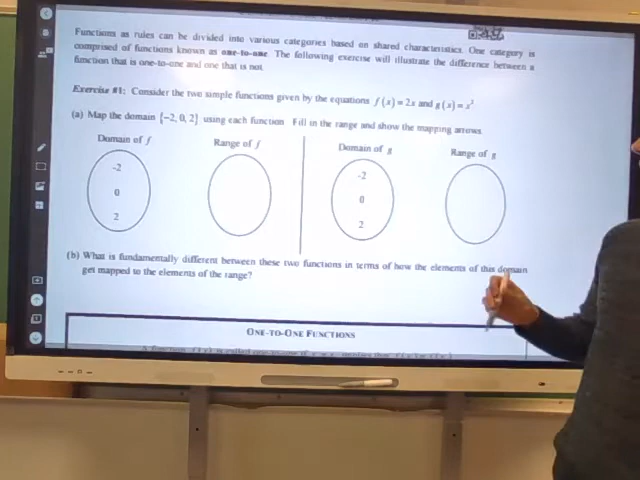 Functions as rules can be divided into various categories based on shared characteristics. One category is
comprised of functions known as one-to-one. The following exercise will illustrate the difference between a
function that is one-to-one and one that is not.
Exercise #1: Consider the two simple functions given by the equations f(x)=2x and g(x)=x²
(a) Map the domain {-2, 0, 2} using each function. Fill in the range and show the mapping arrows.
Domain of f Range of f Domain of g Range of g
-2 -2
0 0
2 2
(b) What is fundamentally different between these two functions in terms of how the elements of this domain
get mapped to the elements of the range?
ONE-TO-ONE FUNCTIONS